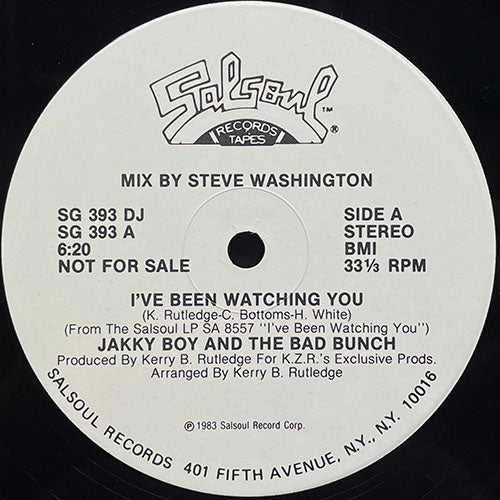 Salsoul TM
RECORDS ®
TAPES
MIX BY STEVE WASHINGTON
SG 393 DJ
SG 393 A
6:20
NOT FOR SALE
SIDE A
STEREO
BMI
33⅓ RPM
I'VE BEEN WATCHING YOU
(K. Rutledge-C. Bottoms-H. White)
(From The Salsoul LP SA 8557 "I've Been Watching You")
JAKKY BOY AND THE BAD BUNCH
Produced By Kerry B. Rutledge For K.Z.R.'s Exclusive Prods.
Arranged By Kerry B. Rutledge
℗ 1983 Salsoul Record Corp.
SALSOUL RECORDS 401 FIFTH AVENUE, N.Y., N.Y. 10016